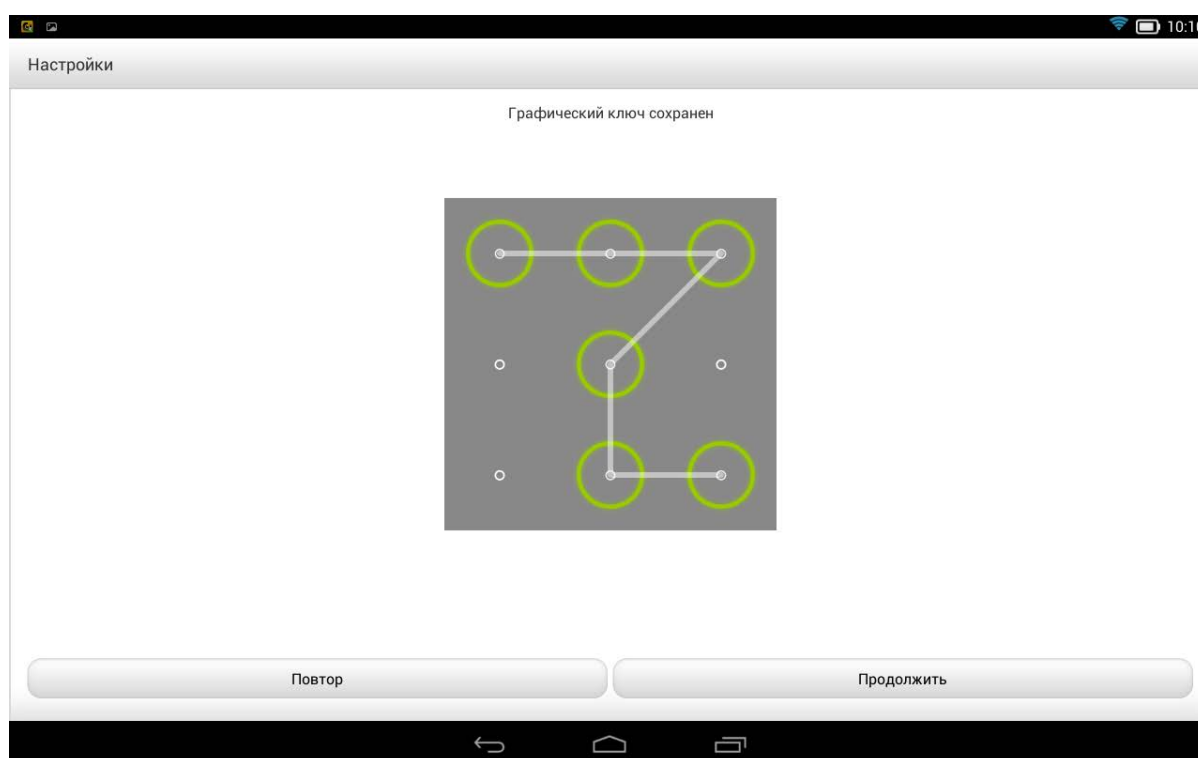 10:10
Настройки
Графический ключ сохранен
Повтор
Продолжить